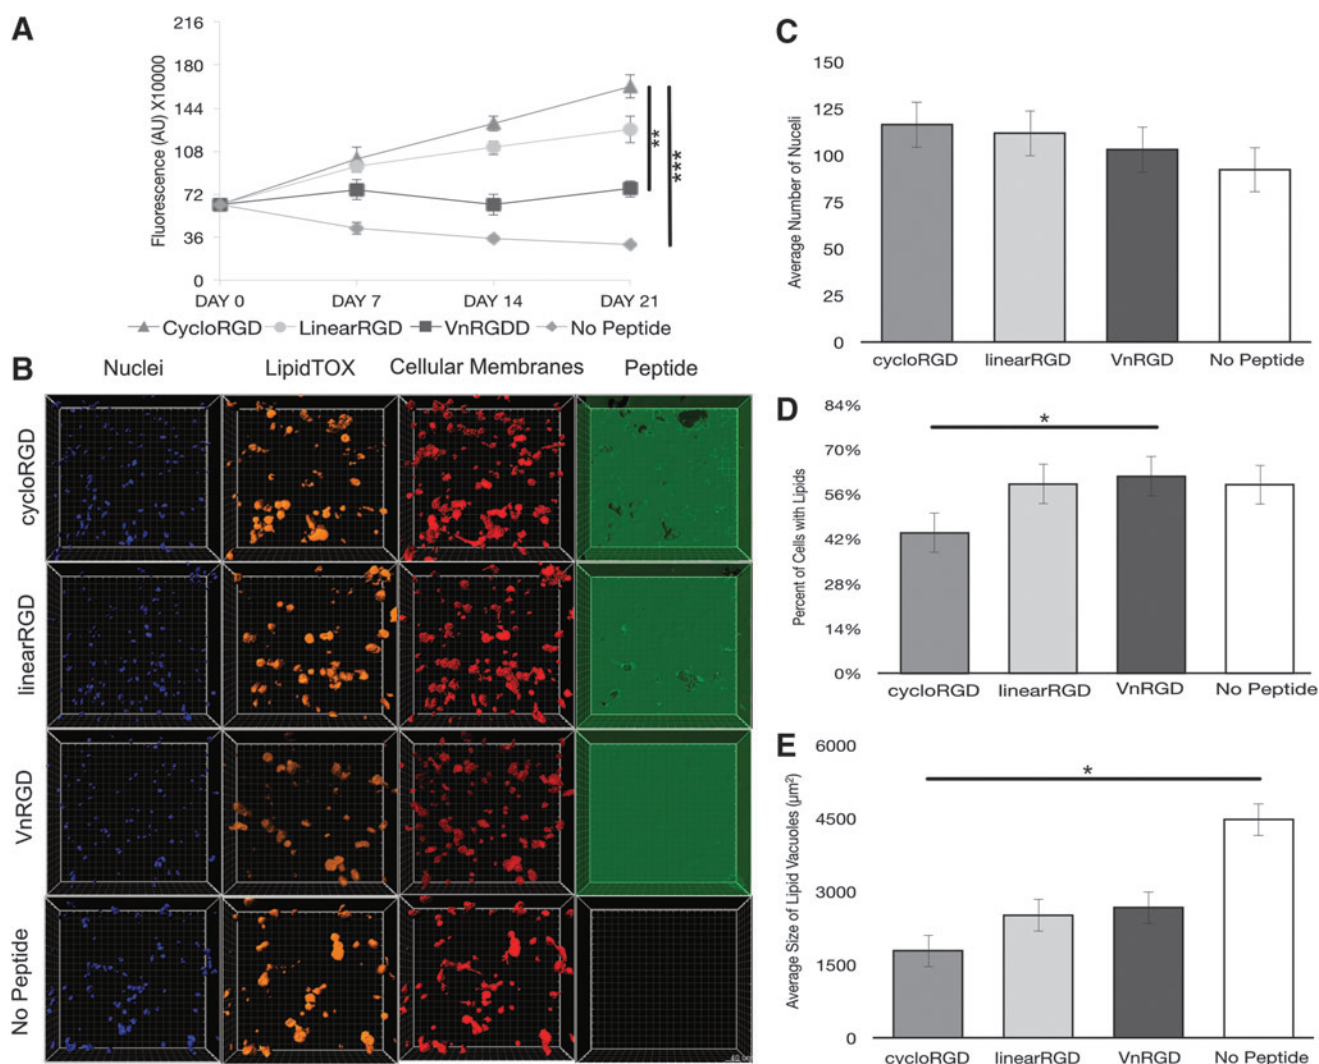 A
216
180
144
108
72
36
0
Fluorescence (AU) X10000
DAY 0 DAY 7 DAY 14 DAY 21
CycloRGD LinearRGD VnRGDD No Peptide
**
***
B
Nuclei LipidTOX Cellular Membranes Peptide
cycloRGD
linearRGD
VnRGD
No Peptide
C
150
125
100
75
50
25
0
Average Number of Nuceli
cycloRGD linearRGD VnRGD No Peptide
D
84%
70%
56%
42%
28%
14%
0%
Percent of Cells with Lipids
*
cycloRGD linearRGD VnRGD No Peptide
E
6000
4500
3000
1500
0
Average Size of Lipid Vacuoles (μm²)
*
cycloRGD linearRGD VnRGD No Peptide